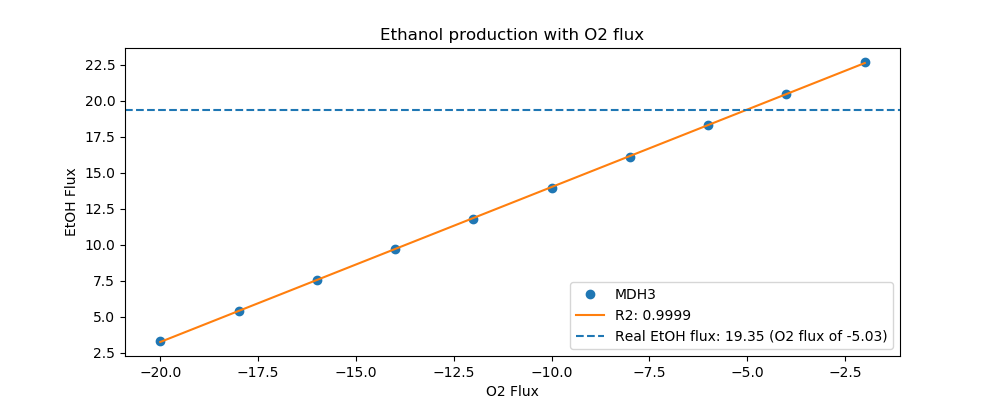 Ethanol production with O2 flux
22.5
20.0
17.5
15.0
12.5
10.0
7.5
5.0
2.5
EtOH Flux
MDH3
R2: 0.9999
Real EtOH flux: 19.35 (O2 flux of -5.03)
−20.0 −17.5 −15.0 −12.5 −10.0 −7.5 −5.0 −2.5
O2 Flux